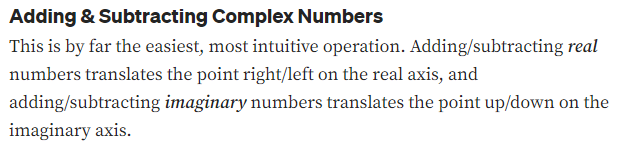 Adding & Subtracting Complex Numbers
This is by far the easiest, most intuitive operation. Adding/subtracting real
numbers translates the point right/left on the real axis, and
adding/subtracting imaginary numbers translates the point up/down on the
imaginary axis.